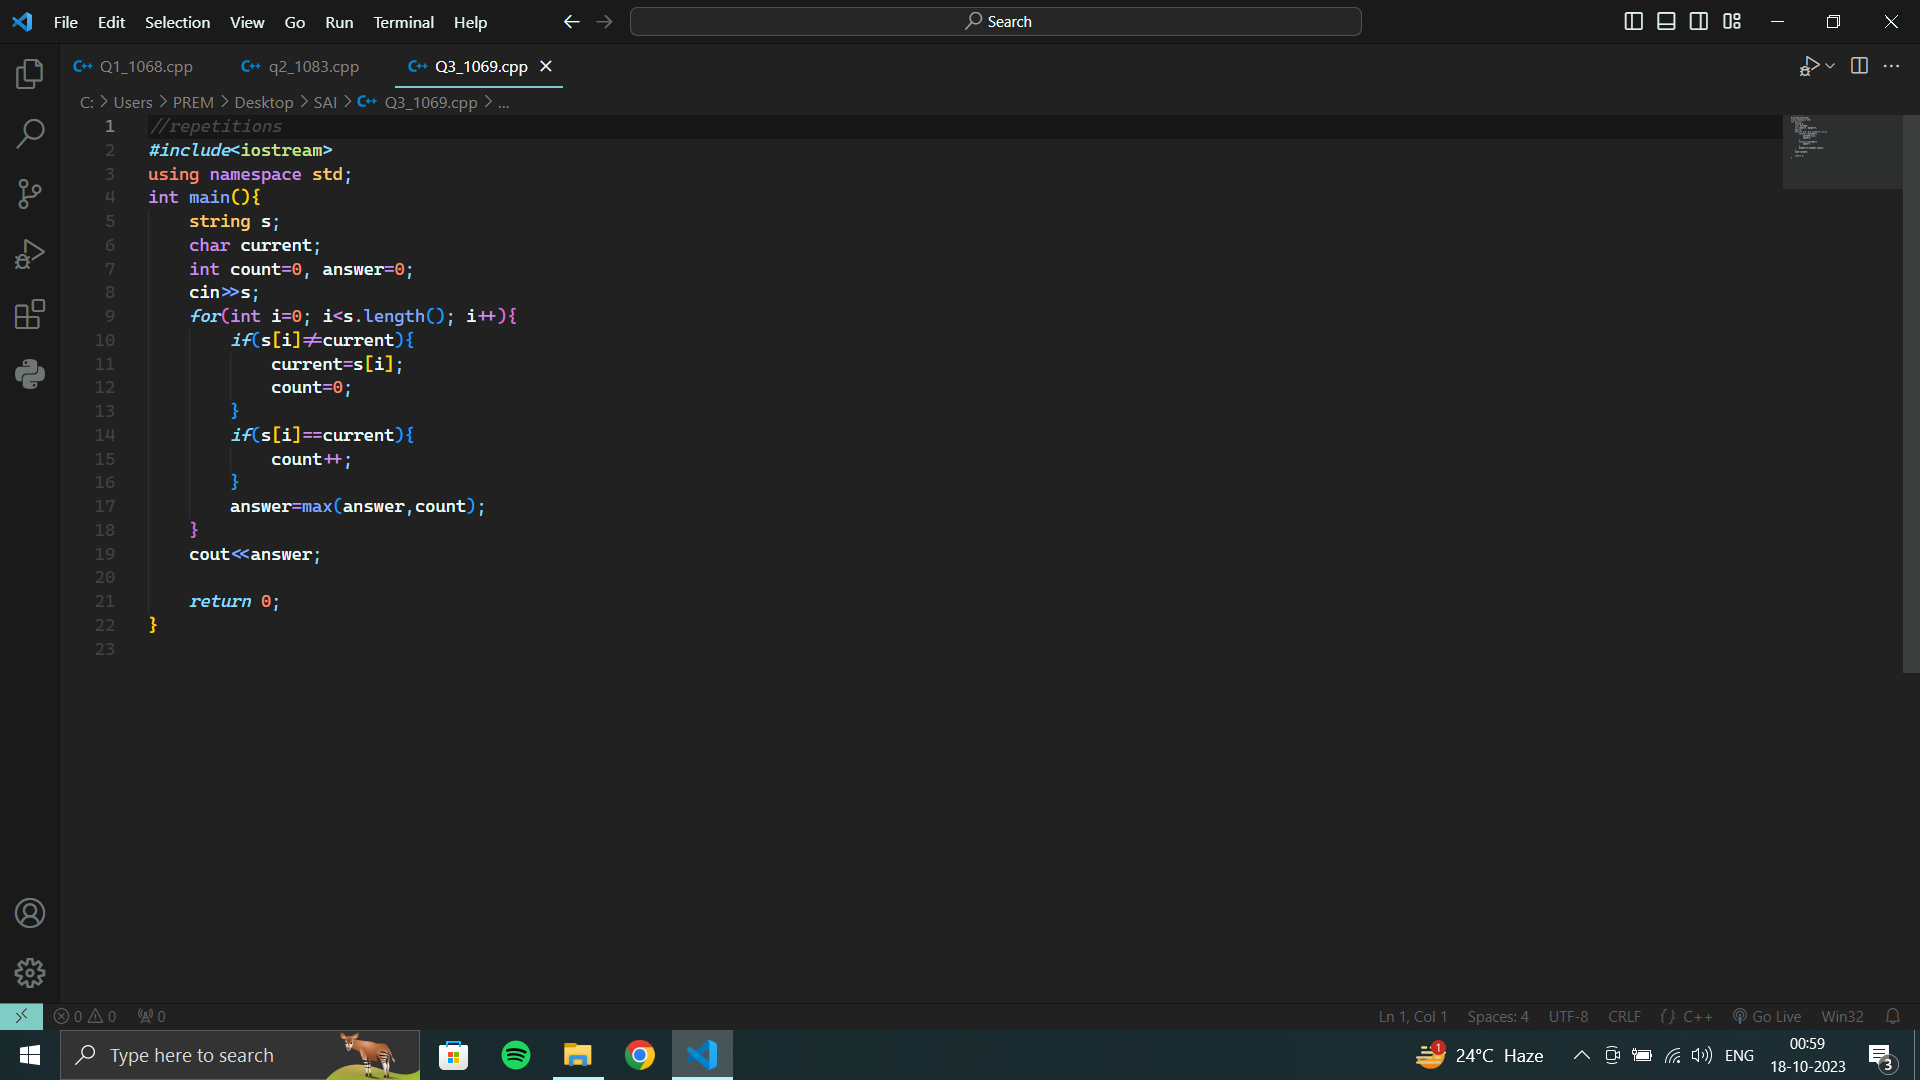 File Edit Selection View Go Run Terminal Help
Search
C++ Q1_1068.cpp C++ q2_1083.cpp C++ Q3_1069.cpp
C: > Users > PREM > Desktop > SAI > C++ Q3_1069.cpp > ...
1 //repetitions
2 #include<iostream>
3 using namespace std;
4 int main(){
5 string s;
6 char current;
7 int count=0, answer=0;
8 cin>>s;
9 for(int i=0; i<s.length(); i++){
10 if(s[i]!=current){
11 current=s[i];
12 count=0;
13 }
14 if(s[i]==current){
15 count++;
16 }
17 answer=max(answer,count);
18 }
19 cout<<answer;
20
21 return 0;
22 }
23
0 0 0
Ln 1, Col 1 Spaces: 4 UTF-8 CRLF {} C++ Go Live Win32
Type here to search
1
24°C Haze
ENG
00:59
18-10-2023
3